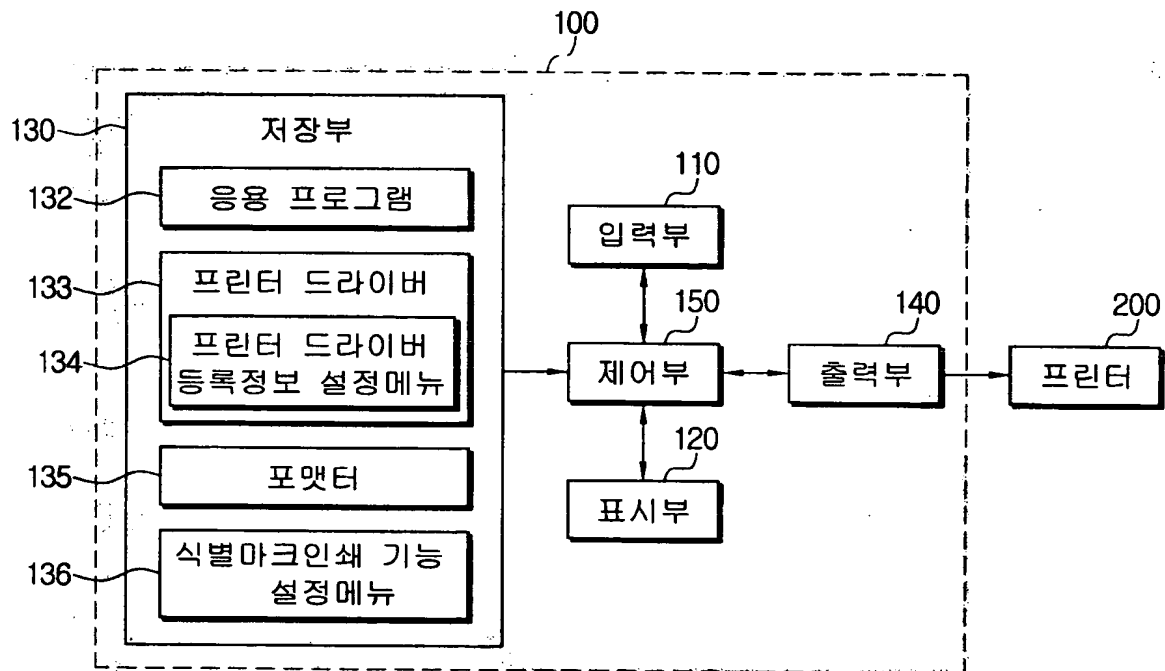 100
130
저장부
132
응용 프로그램
133
프린터 드라이버
134
프린터 드라이버
등록정보 설정메뉴
135
포맷터
136
식별마크인쇄 기능
설정메뉴
110
입력부
150
제어부
120
표시부
140
출력부
200
프린터